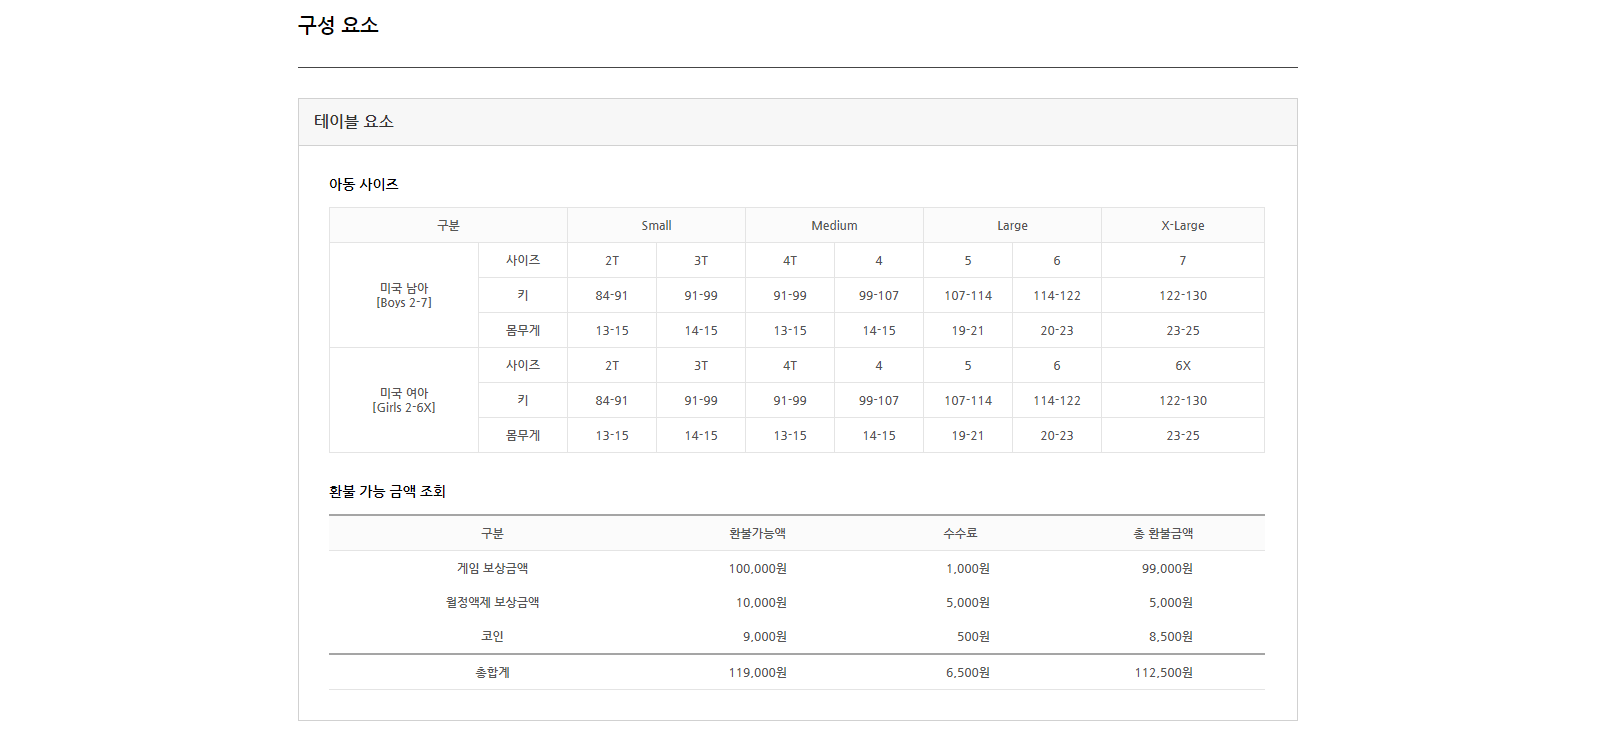 구성 요소
테이블 요소
아동 사이즈
구분 Small Medium Large X-Large
미국 남아
[Boys 2-7]
사이즈 2T 3T 4T 4 5 6 7
키 84-91 91-99 91-99 99-107 107-114 114-122 122-130
몸무게 13-15 14-15 13-15 14-15 19-21 20-23 23-25
미국 여아
[Girls 2-6X]
사이즈 2T 3T 4T 4 5 6 6X
키 84-91 91-99 91-99 99-107 107-114 114-122 122-130
몸무게 13-15 14-15 13-15 14-15 19-21 20-23 23-25
환불 가능 금액 조회
구분 환불가능액 수수료 총 환불금액
게임 보상금액 100,000원 1,000원 99,000원
월정액제 보상금액 10,000원 5,000원 5,000원
코인 9,000원 500원 8,500원
총합계 119,000원 6,500원 112,500원